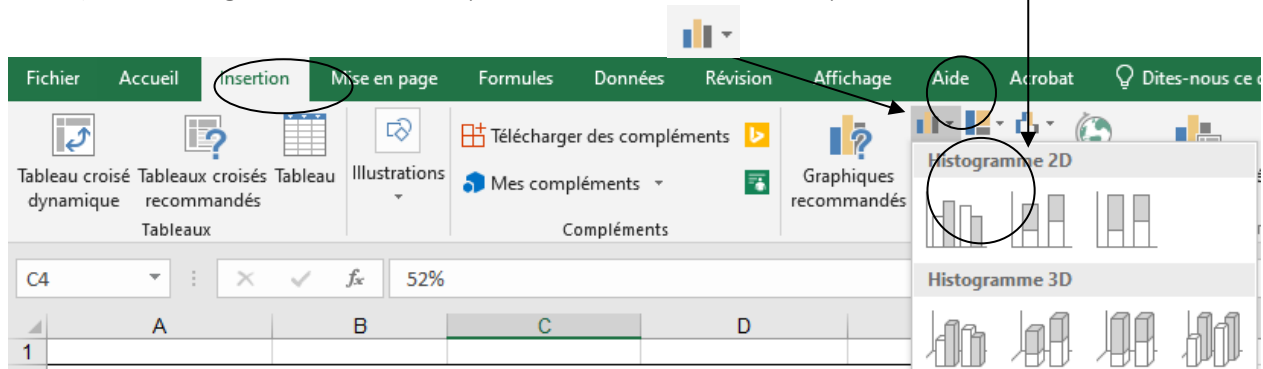 Fichier Accueil Insertion Mise en page Formules Données Révision Affichage Aide Acrobat Dites-nous ce
Télécharger des compléments
Mes compléments
Tableau croisé dynamique
Tableaux croisés recommandés
Tableau
Illustrations
Graphiques recommandés
Tableaux
Compléments
Histogramme 2D
C4 fx 52%
Histogramme 3D
A B C D
1